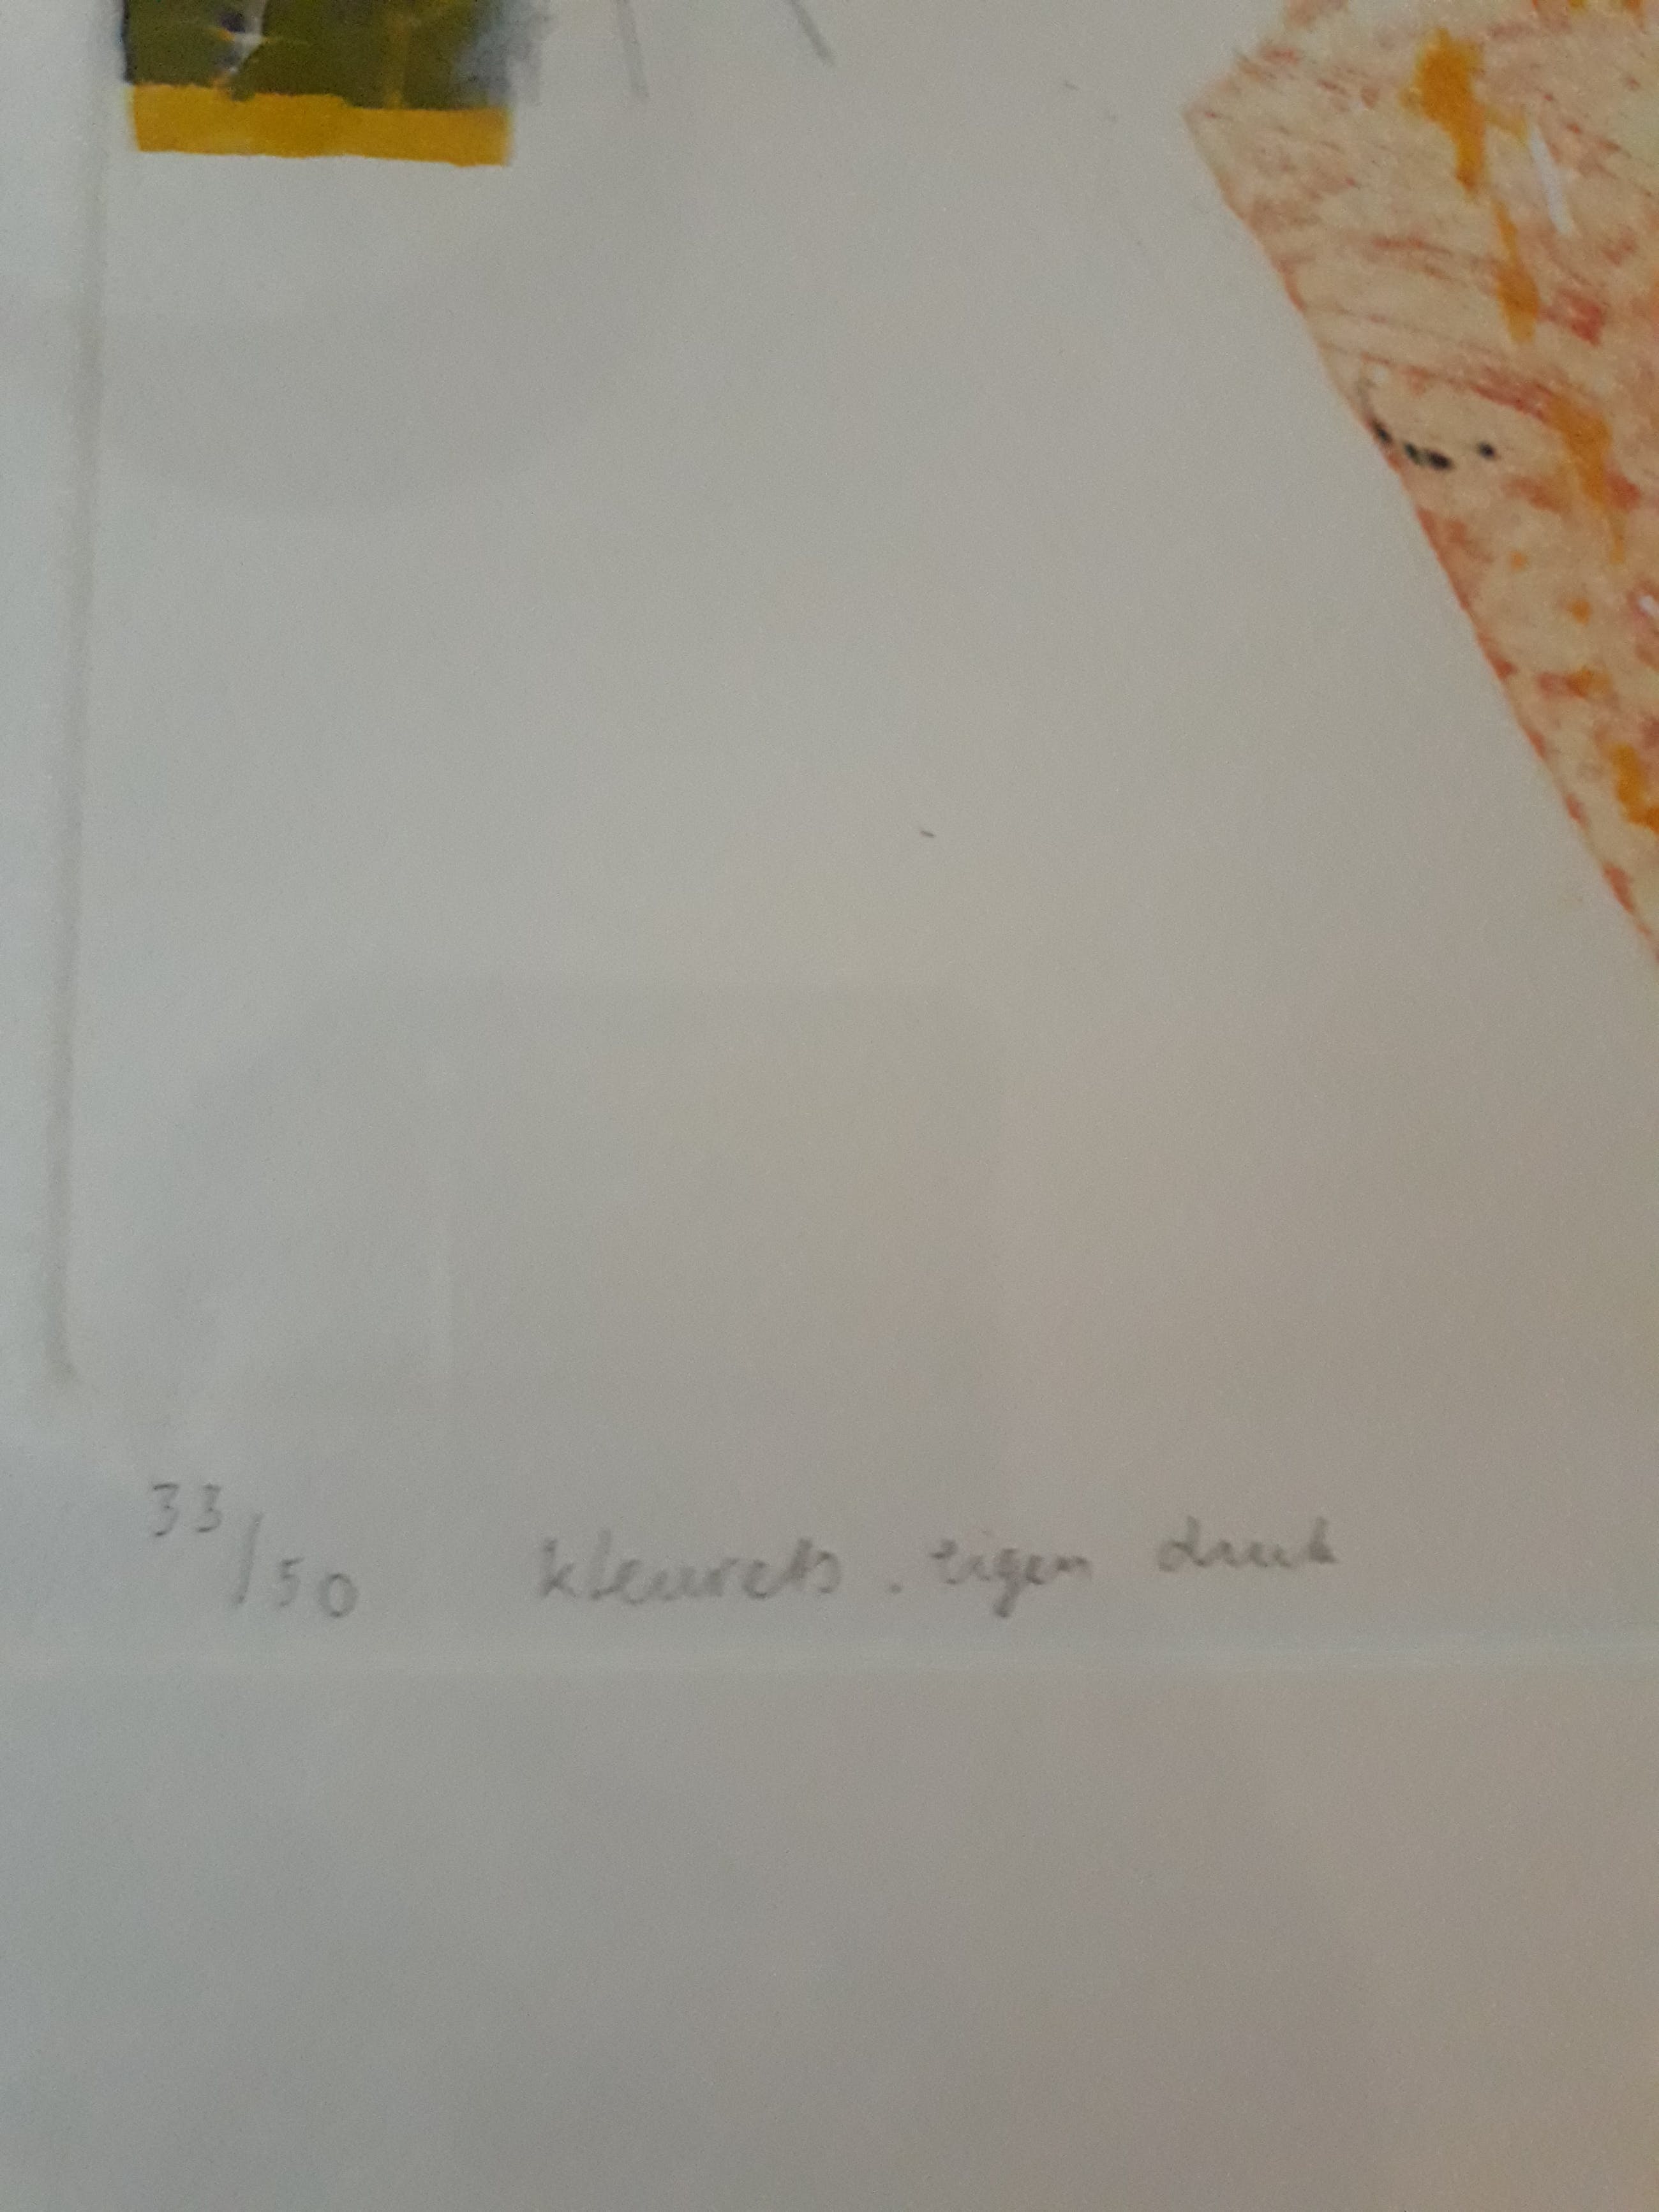 33/50 kleurets. eigen druk